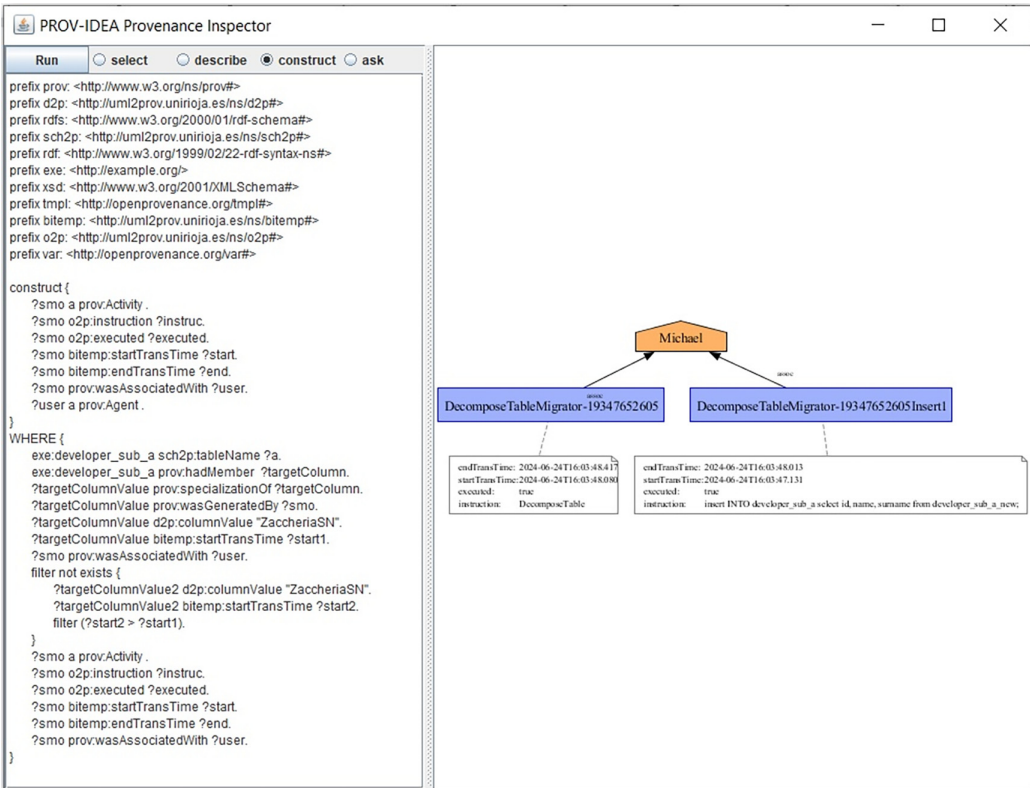 PROV-IDEA Provenance Inspector
Run select describe construct ask
prefix prov: <http://www.w3.org/ns/prov#>
prefix d2p: <http://uml2prov.unirioja.es/ns/d2p#>
prefix rdfs: <http://www.w3.org/2000/01/rdf-schema#>
prefix sch2p: <http://uml2prov.unirioja.es/ns/sch2p#>
prefix rdf: <http://www.w3.org/1999/02/22-rdf-syntax-ns#>
prefix exe: <http://example.org/>
prefix xsd: <http://www.w3.org/2001/XMLSchema#>
prefix tmpl: <http://openprovenance.org/tmpl#>
prefix bitemp: <http://uml2prov.unirioja.es/ns/bitemp#>
prefix o2p: <http://uml2prov.unirioja.es/ns/o2p#>
prefix var: <http://openprovenance.org/var#>
construct {
?smo a prov:Activity .
?smo o2p:instruction ?instruc.
?smo o2p:executed ?executed.
?smo bitemp:startTransTime ?start.
?smo bitemp:endTransTime ?end.
?smo prov:wasAssociatedWith ?user.
?user a prov:Agent .
}
WHERE {
exe:developer_sub_a sch2p:tableName ?a.
exe:developer_sub_a prov:hadMember ?targetColumn.
?targetColumnValue prov:specializationOf ?targetColumn.
?targetColumnValue prov:wasGeneratedBy ?smo.
?targetColumnValue d2p:columnValue "ZaccheriaSN".
?targetColumnValue bitemp:startTransTime ?start1.
?smo prov:wasAssociatedWith ?user.
filter not exists {
?targetColumnValue2 d2p:columnValue "ZaccheriaSN".
?targetColumnValue2 bitemp:startTransTime ?start2.
filter (?start2 > ?start1).
}
?smo a prov:Activity .
?smo o2p:instruction ?instruc.
?smo o2p:executed ?executed.
?smo bitemp:startTransTime ?start.
?smo bitemp:endTransTime ?end.
?smo prov:wasAssociatedWith ?user.
}
Michael
assoc
assoc
DecomposeTableMigrator-19347652605
DecomposeTableMigrator-19347652605Insert1
endTransTime: 2024-06-24T16:03:48.417
startTransTime: 2024-06-24T16:03:48.080
executed: true
instruction: DecomposeTable
endTransTime: 2024-06-24T16:03:48.013
startTransTime: 2024-06-24T16:03:47.131
executed: true
instruction: insert INTO developer_sub_a select id, name, surname from developer_sub_a_new;